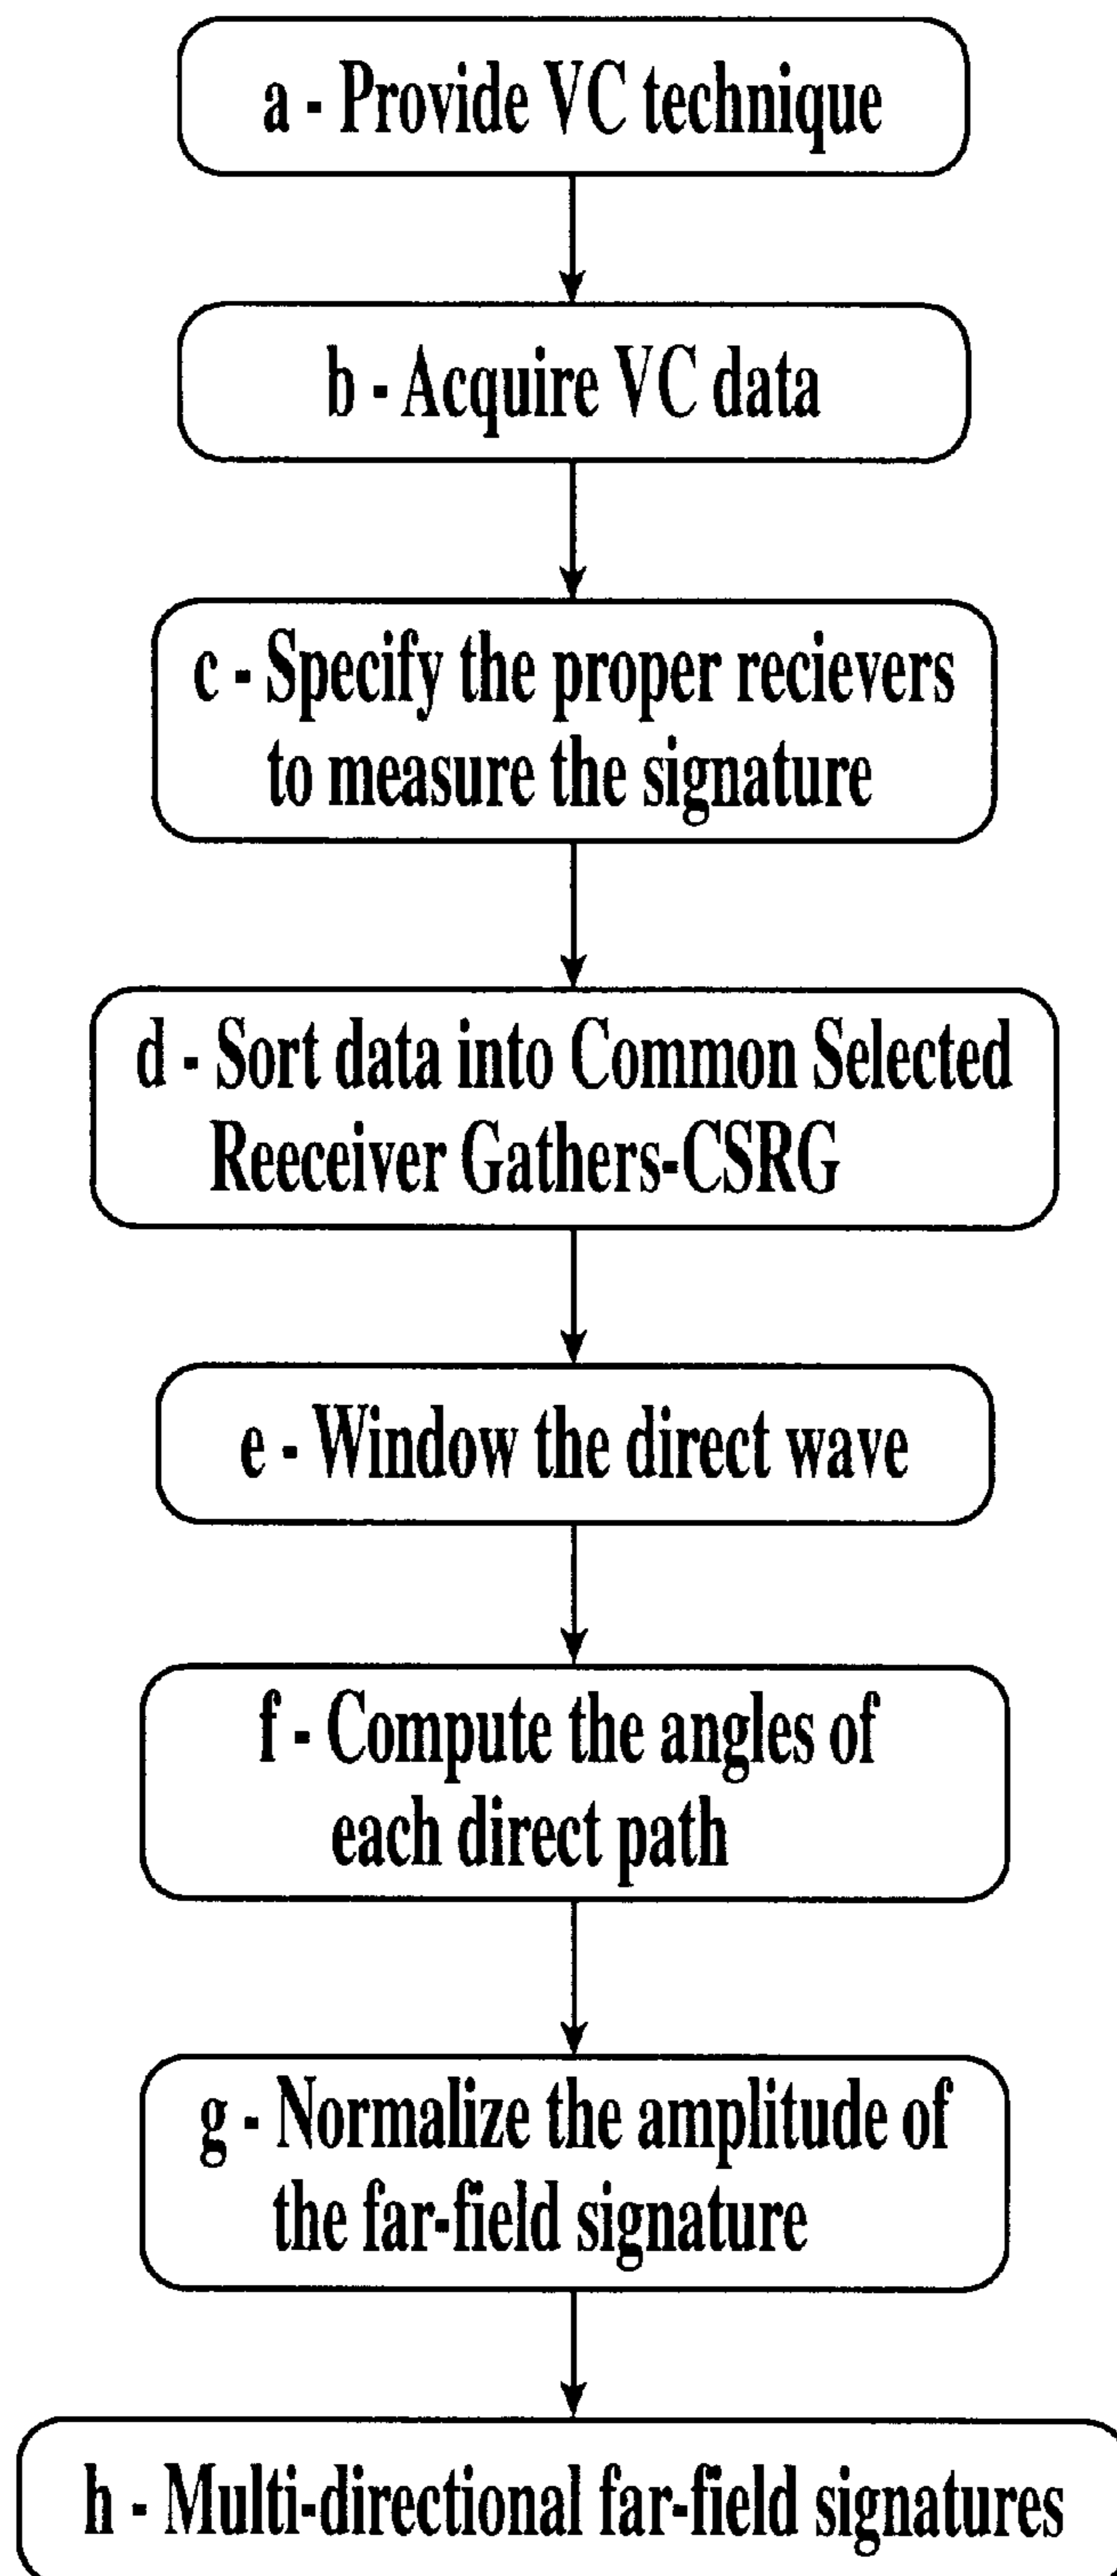 a - Provide VC technique
b - Acquire VC data
c - Specify the proper recievers
to measure the signature
d - Sort data into Common Selected
Reeceiver Gathers-CSRG
e - Window the direct wave
f - Compute the angles of
each direct path
g - Normalize the amplitude of
the far-field signature
h - Multi-directional far-field signatures